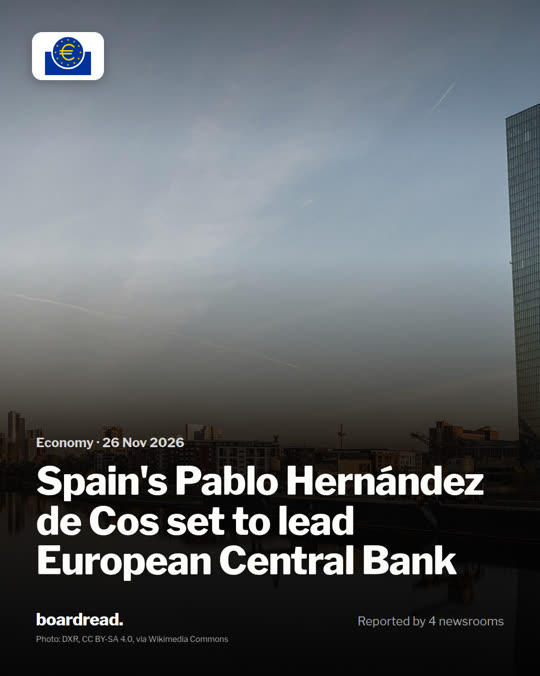 €
Economy · 26 Nov 2026
Spain's Pablo Hernández
de Cos set to lead
European Central Bank
boardread.
Reported by 4 newsrooms
Photo: DXR, CC BY-SA 4.0, via Wikimedia Commons